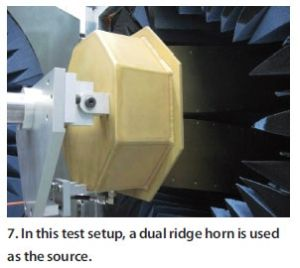 7. In this test setup, a dual ridge horn is used
as the source.